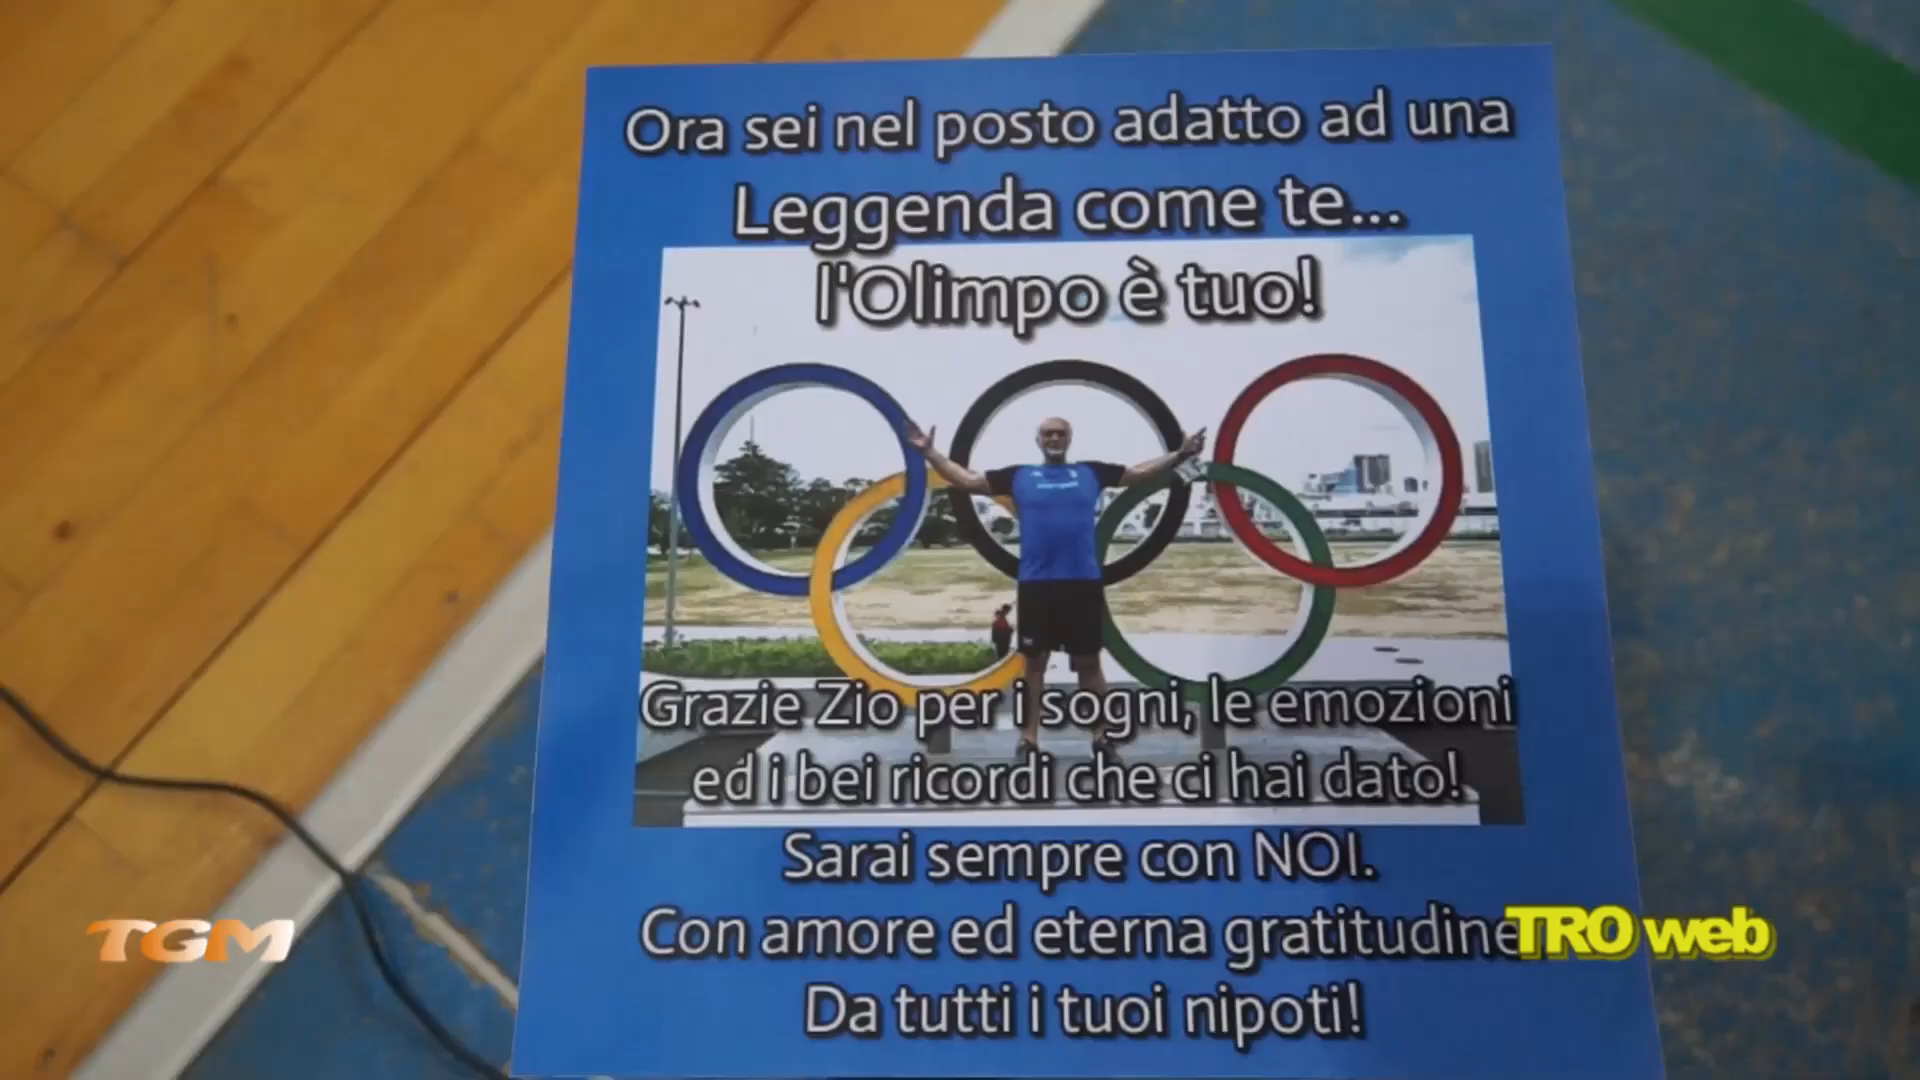 Ora sei nel posto adatto ad una
Leggenda come te...
l'Olimpo è tuo!
Grazie Zio per i sogni, le emozioni
ed i bei ricordi che ci hai dato!
Sarai sempre con NOI.
Con amore ed eterna gratitudine
Da tutti i tuoi nipoti!
TGM
TRO web